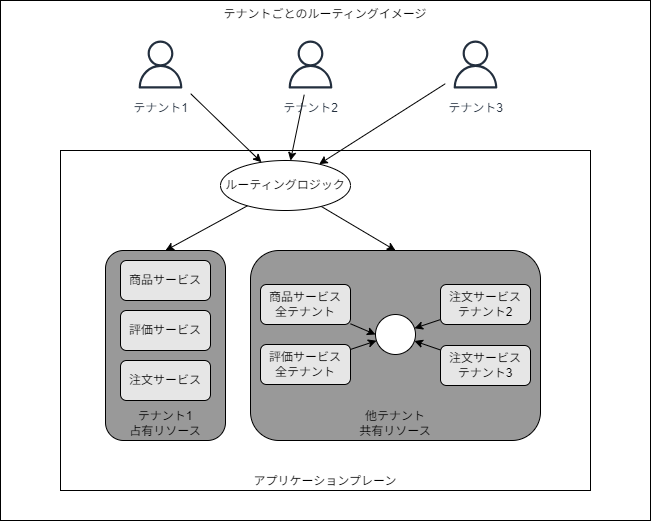 テナントごとのルーティングイメージ
テナント1
テナント2
テナント3
ルーティングロジック
商品サービス
評価サービス
注文サービス
テナント1
占有リソース
商品サービス
全テナント
評価サービス
全テナント
注文サービス
テナント2
注文サービス
テナント3
他テナント
共有リソース
アプリケーションプレーン